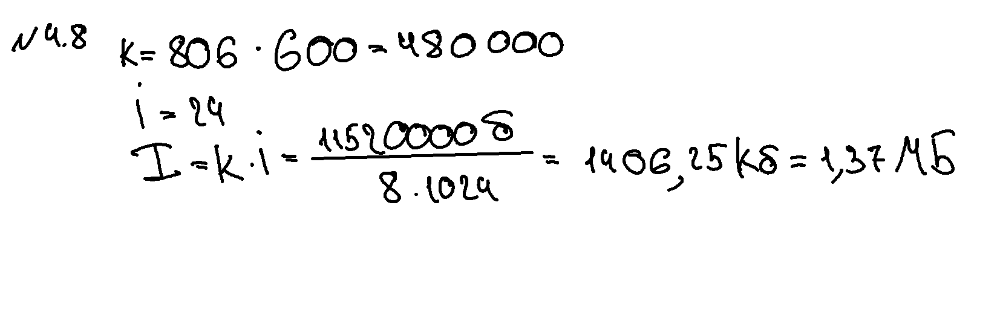 №4.8 K = 806 · 600 = 480 000
i = 24
I = K · i = 11520000 б / 8 · 1024 = 1406,25 Кб = 1,37 МБ